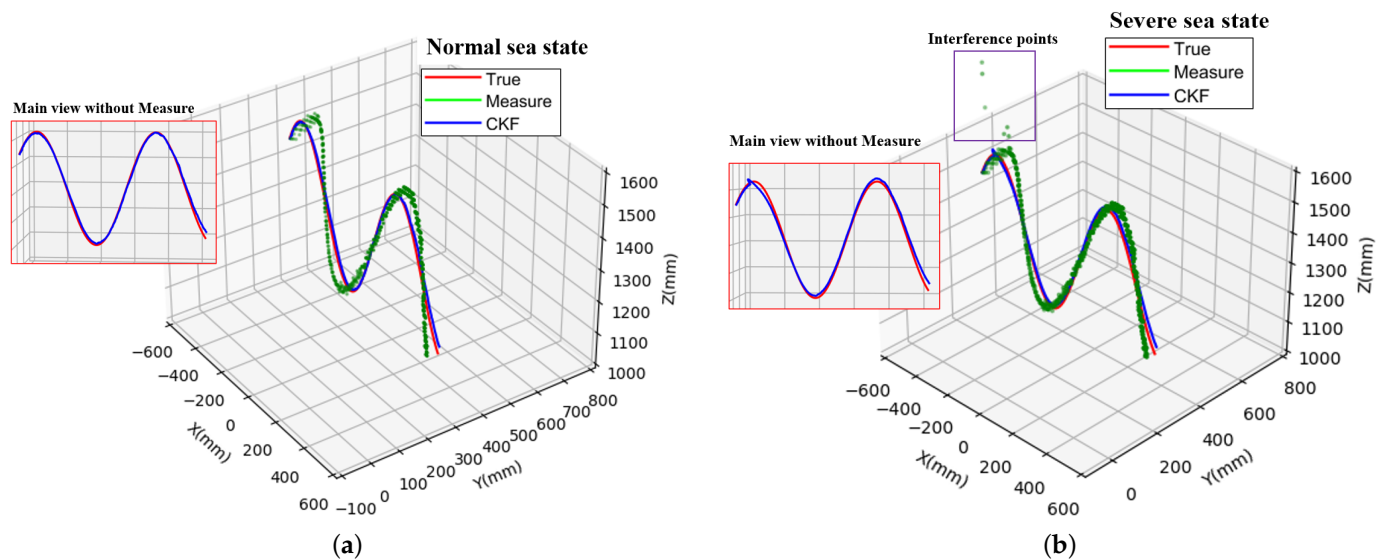 Normal sea state
True
Measure
CKF
Main view without Measure
1600
1500
1400
1300
1200
1100
1000
Z(mm)
−600
−400
−200
0
200
400
600
X(mm)
−100
0
100
200
300
400
500
600
700
800
Y(mm)
(a)
Severe sea state
Interference points
True
Measure
CKF
Main view without Measure
1600
1500
1400
1300
1200
1100
1000
Z(mm)
−600
−400
−200
0
200
400
600
X(mm)
0
200
400
600
800
Y(mm)
(b)